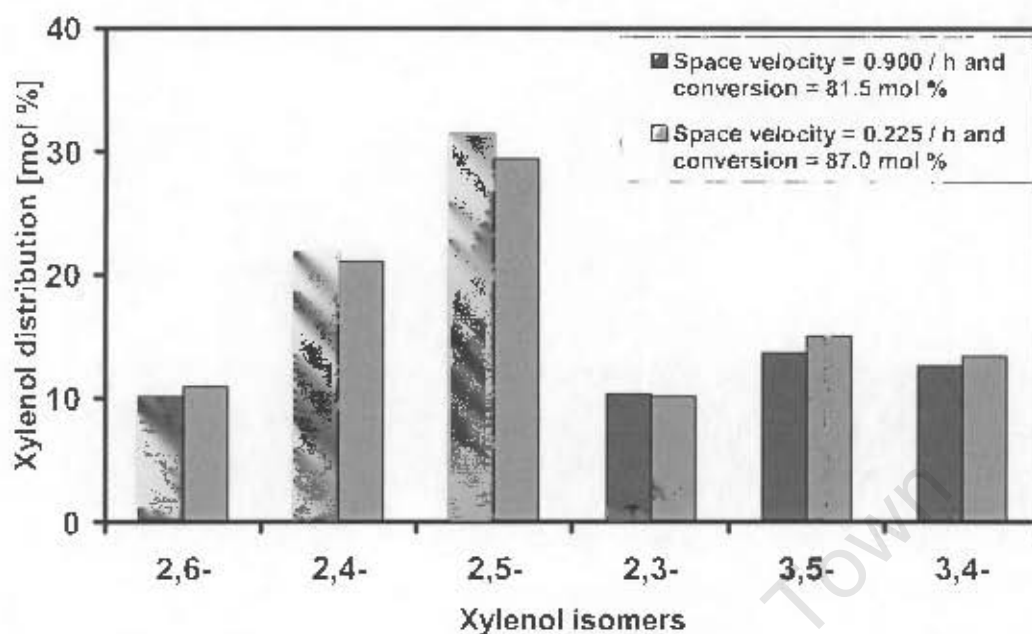 40
30
20
10
0
Xylenol distribution [mol %]
Space velocity = 0.900 / h and
conversion = 81.5 mol %
Space velocity = 0.225 / h and
conversion = 87.0 mol %
2,6-
2,4-
2,5-
2,3-
3,5-
3,4-
Xylenol isomers
Town